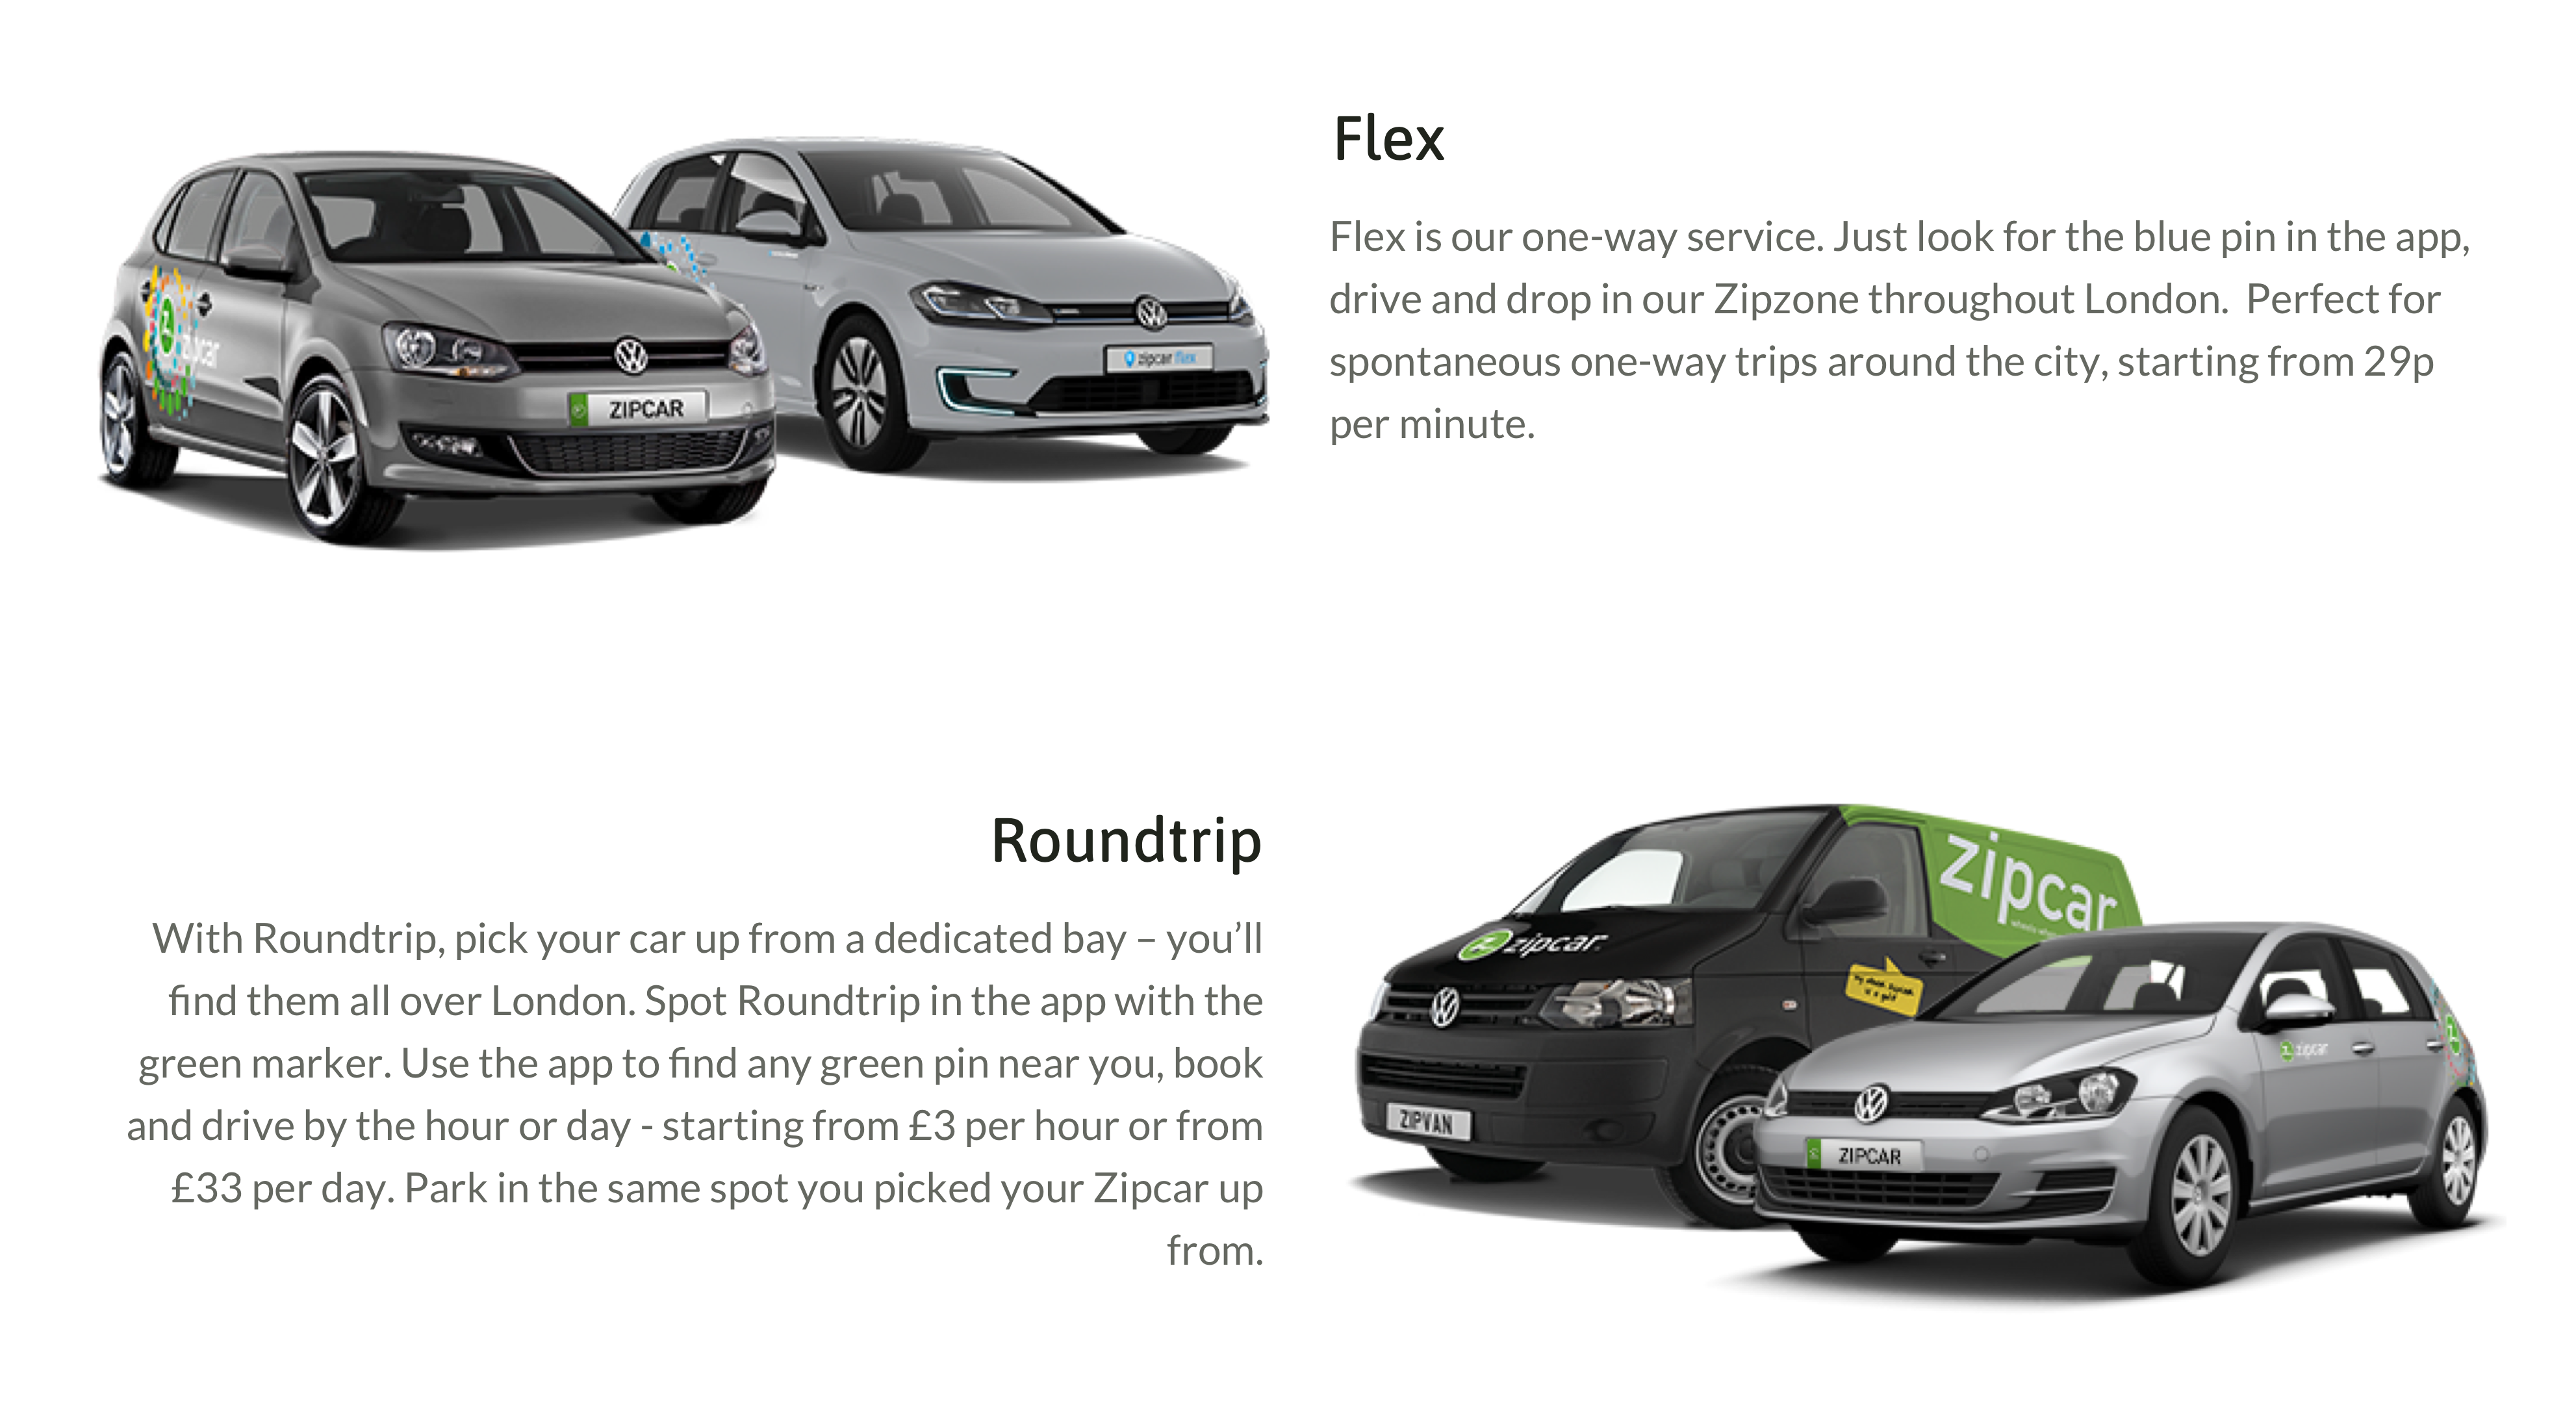 Flex
Flex is our one-way service. Just look for the blue pin in the app,
drive and drop in our Zipzone throughout London. Perfect for
spontaneous one-way trips around the city, starting from 29p
per minute.
zipcar
ZIPCAR
zipcar flex
Roundtrip
With Roundtrip, pick your car up from a dedicated bay – you’ll
find them all over London. Spot Roundtrip in the app with the
green marker. Use the app to find any green pin near you, book
and drive by the hour or day - starting from £3 per hour or from
£33 per day. Park in the same spot you picked your Zipcar up
from.
zipcar
zipcar
zipcar
ZIPVAN
ZIPCAR